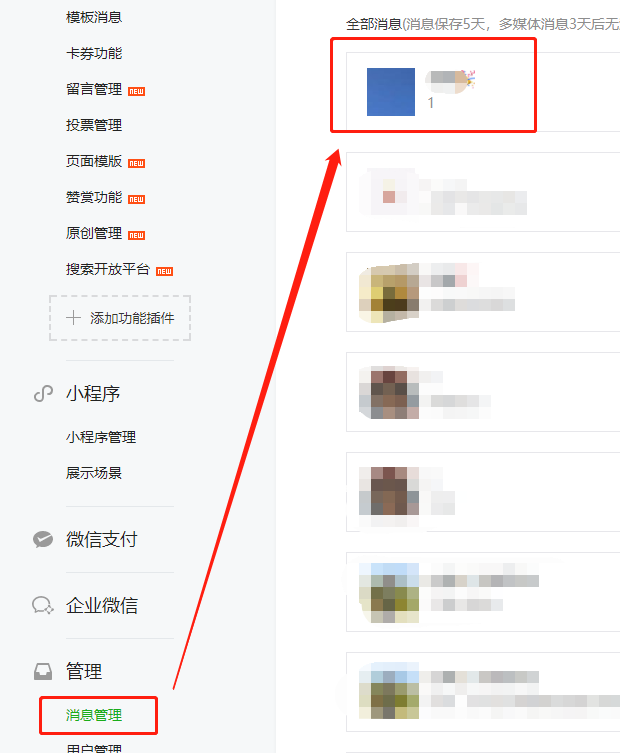 模板消息
卡券功能
留言管理 NEW
投票管理
页面模版 NEW
赞赏功能 NEW
原创管理 NEW
搜索开放平台 NEW
添加功能插件
小程序
小程序管理
展示场景
微信支付
企业微信
管理
消息管理
用户管理
全部消息(消息保存5天，多媒体消息3天后无
1